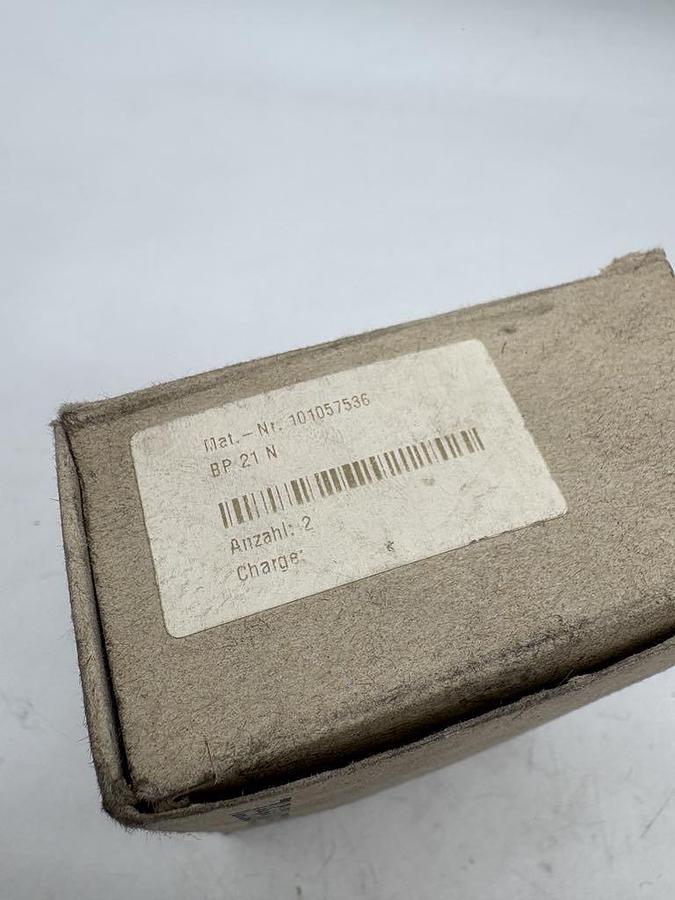 Mat.-Nr. 101057536
BP 21 N
Anzahl: 2
Charge: